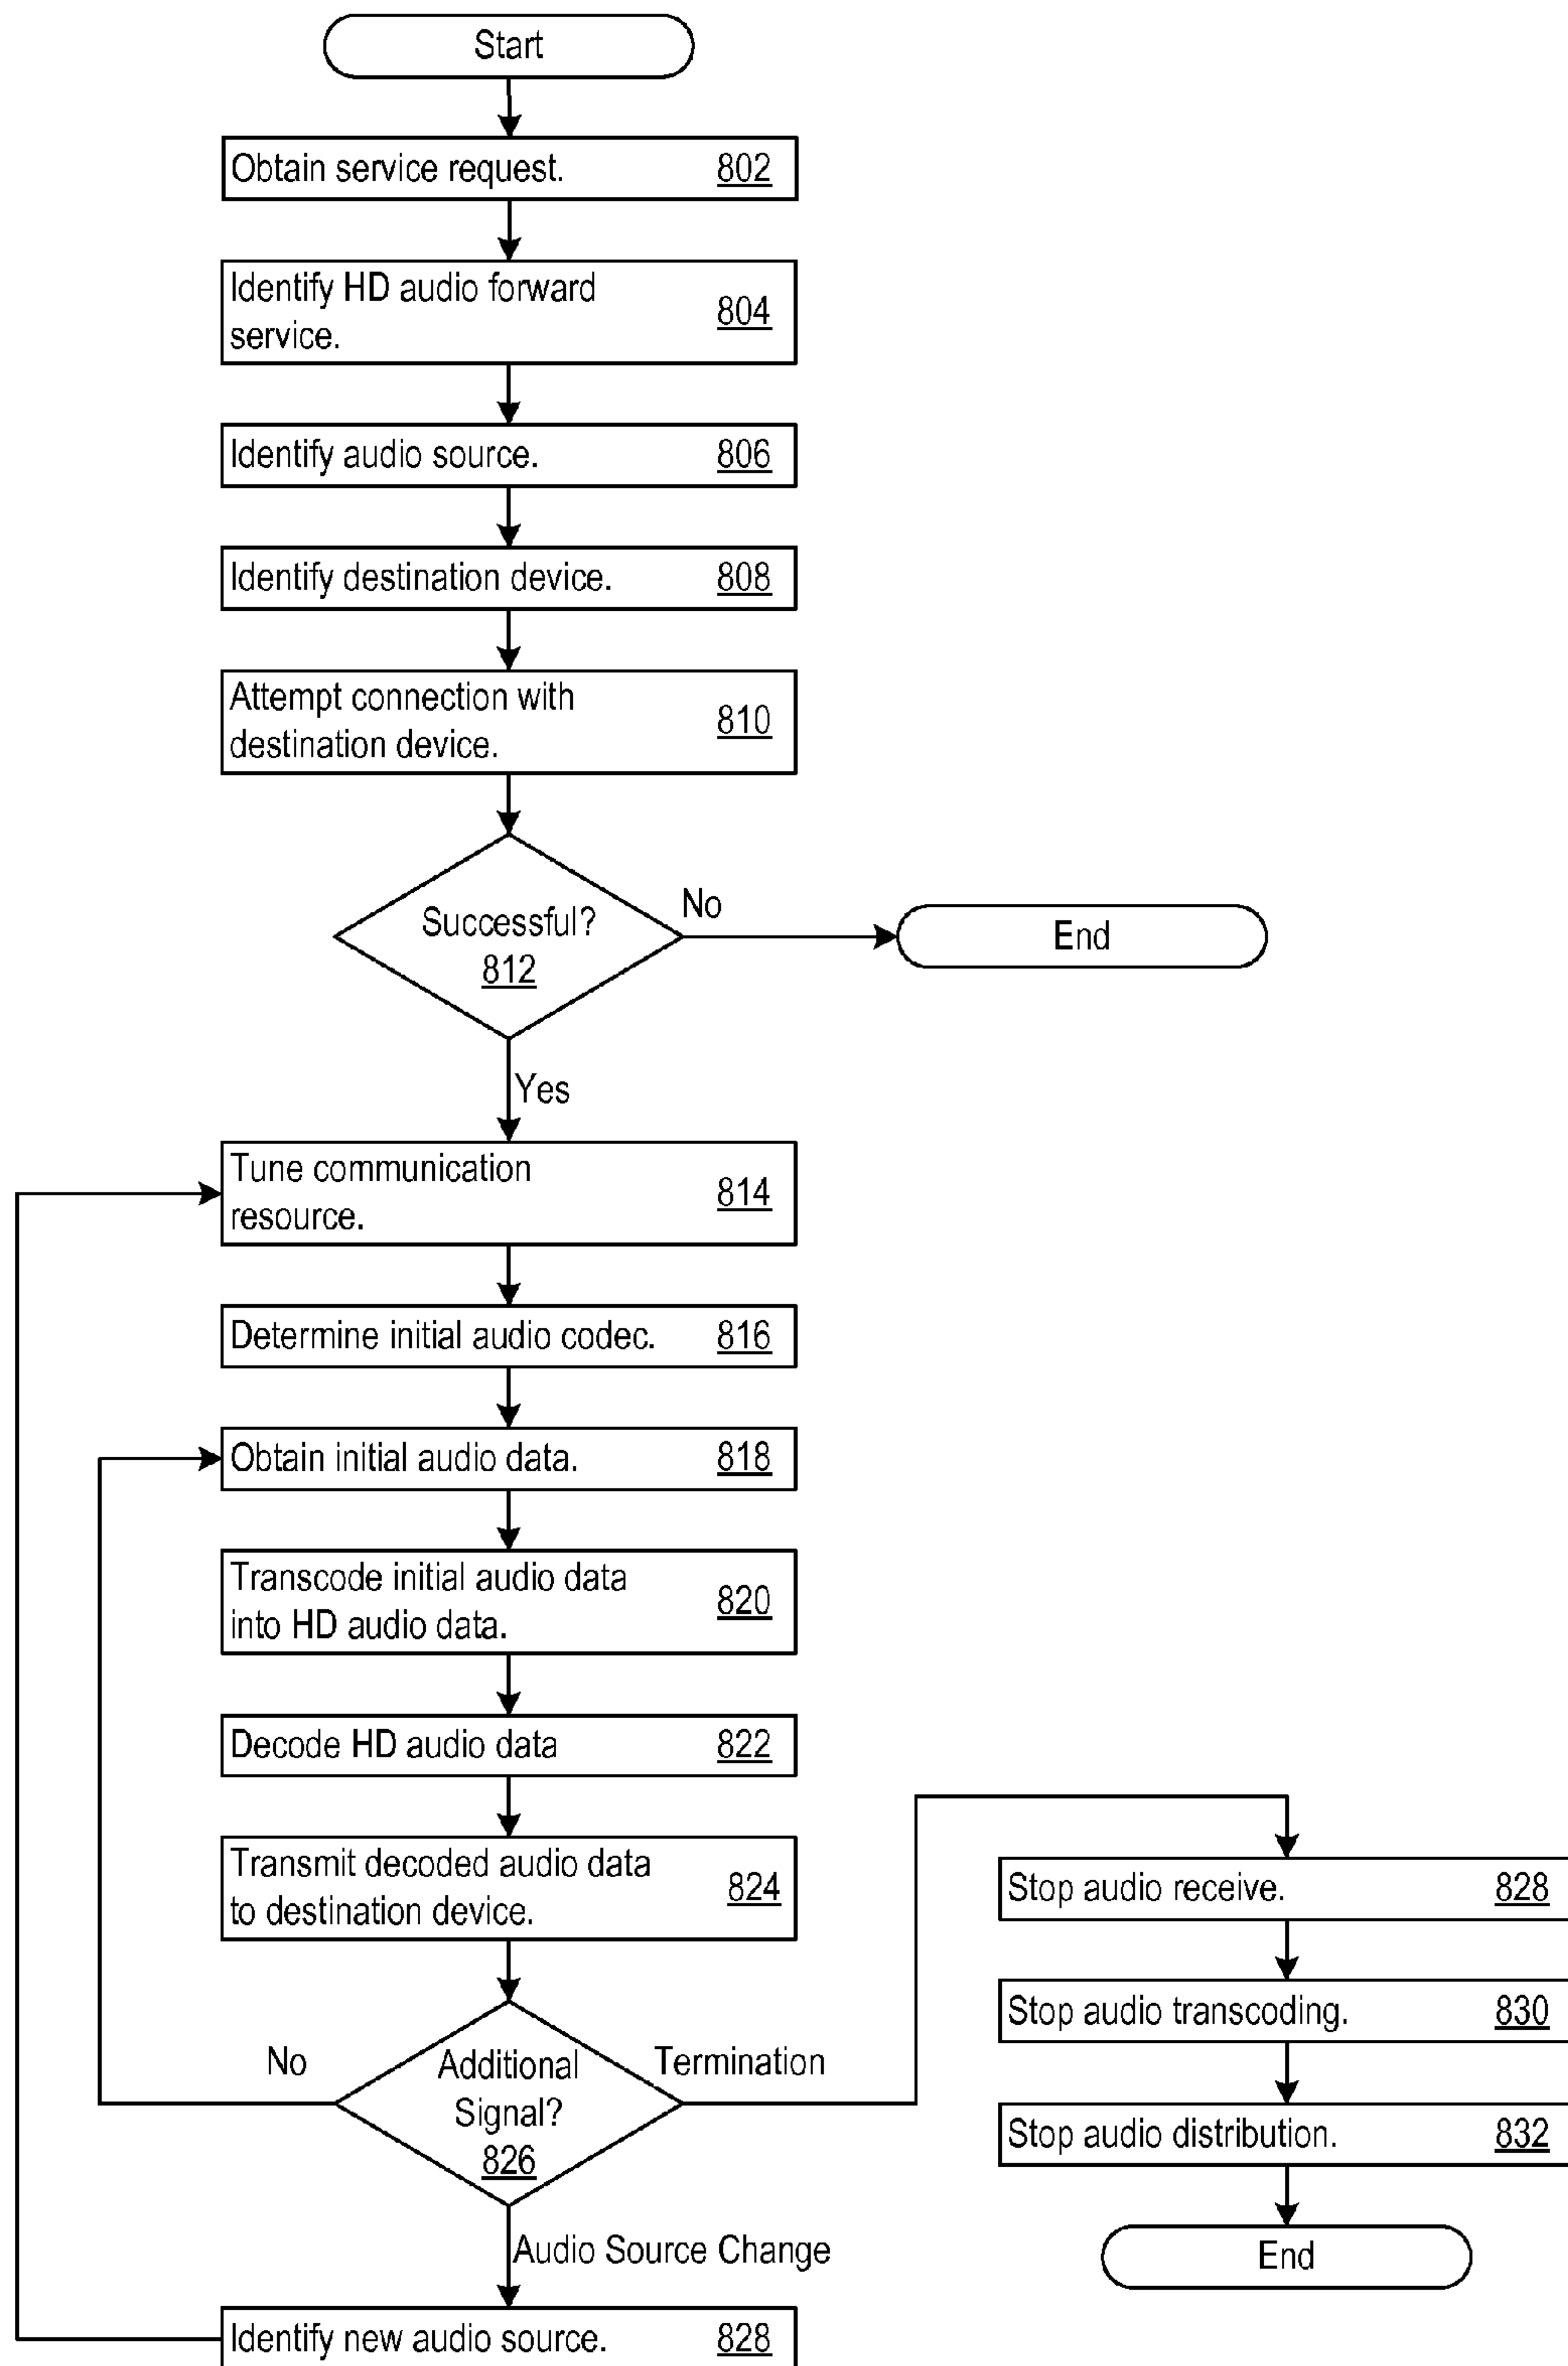 Start
Obtain service request. 802
Identify HD audio forward
service. 804
Identify audio source. 806
Identify destination device. 808
Attempt connection with
destination device. 810
Successful?
812
No
End
Yes
Tune communication
resource. 814
Determine initial audio codec. 816
Obtain initial audio data. 818
Transcode initial audio data
into HD audio data. 820
Decode HD audio data 822
Transmit decoded audio data
to destination device. 824
Additional
Signal?
826
No
Termination
Audio Source Change
Identify new audio source. 828
Stop audio receive. 828
Stop audio transcoding. 830
Stop audio distribution. 832
End